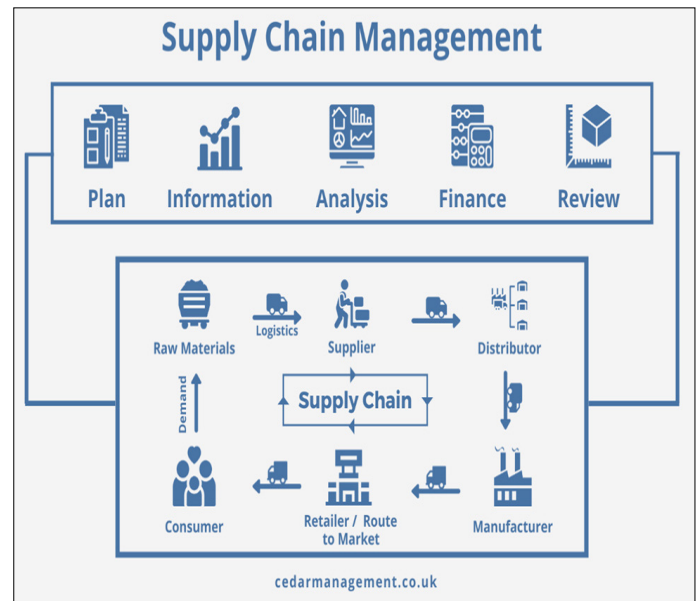 Supply Chain Management
Plan
Information
Analysis
Finance
Review
Raw Materials
Logistics
Supplier
Distributor
Demand
Supply Chain
Consumer
Retailer / Route
to Market
Manufacturer
cedarmanagement.co.uk